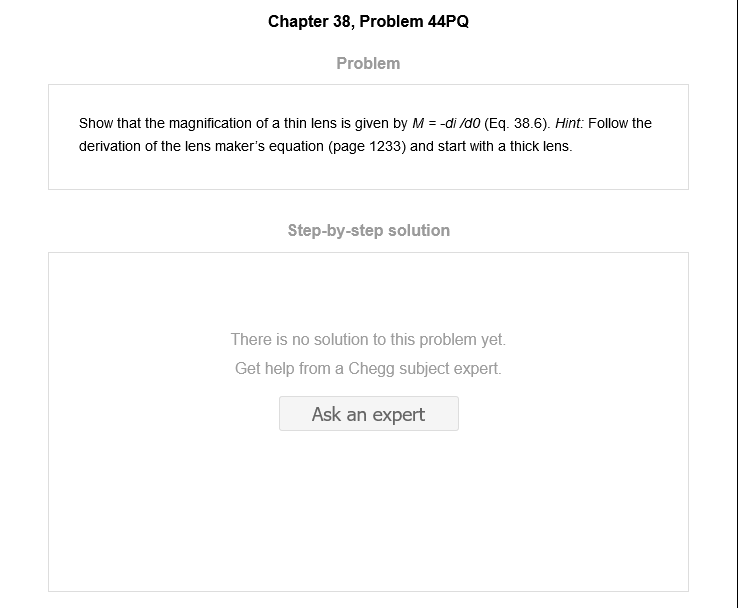 Chapter 38, Problem 44PQ
Problem
Show that the magnification of a thin lens is given by M = -di /d0 (Eq. 38.6). Hint: Follow the
derivation of the lens maker's equation (page 1233) and start with a thick lens.
Step-by-step solution
There is no solution to this problem yet.
Get help from a Chegg subject expert.
Ask an expert